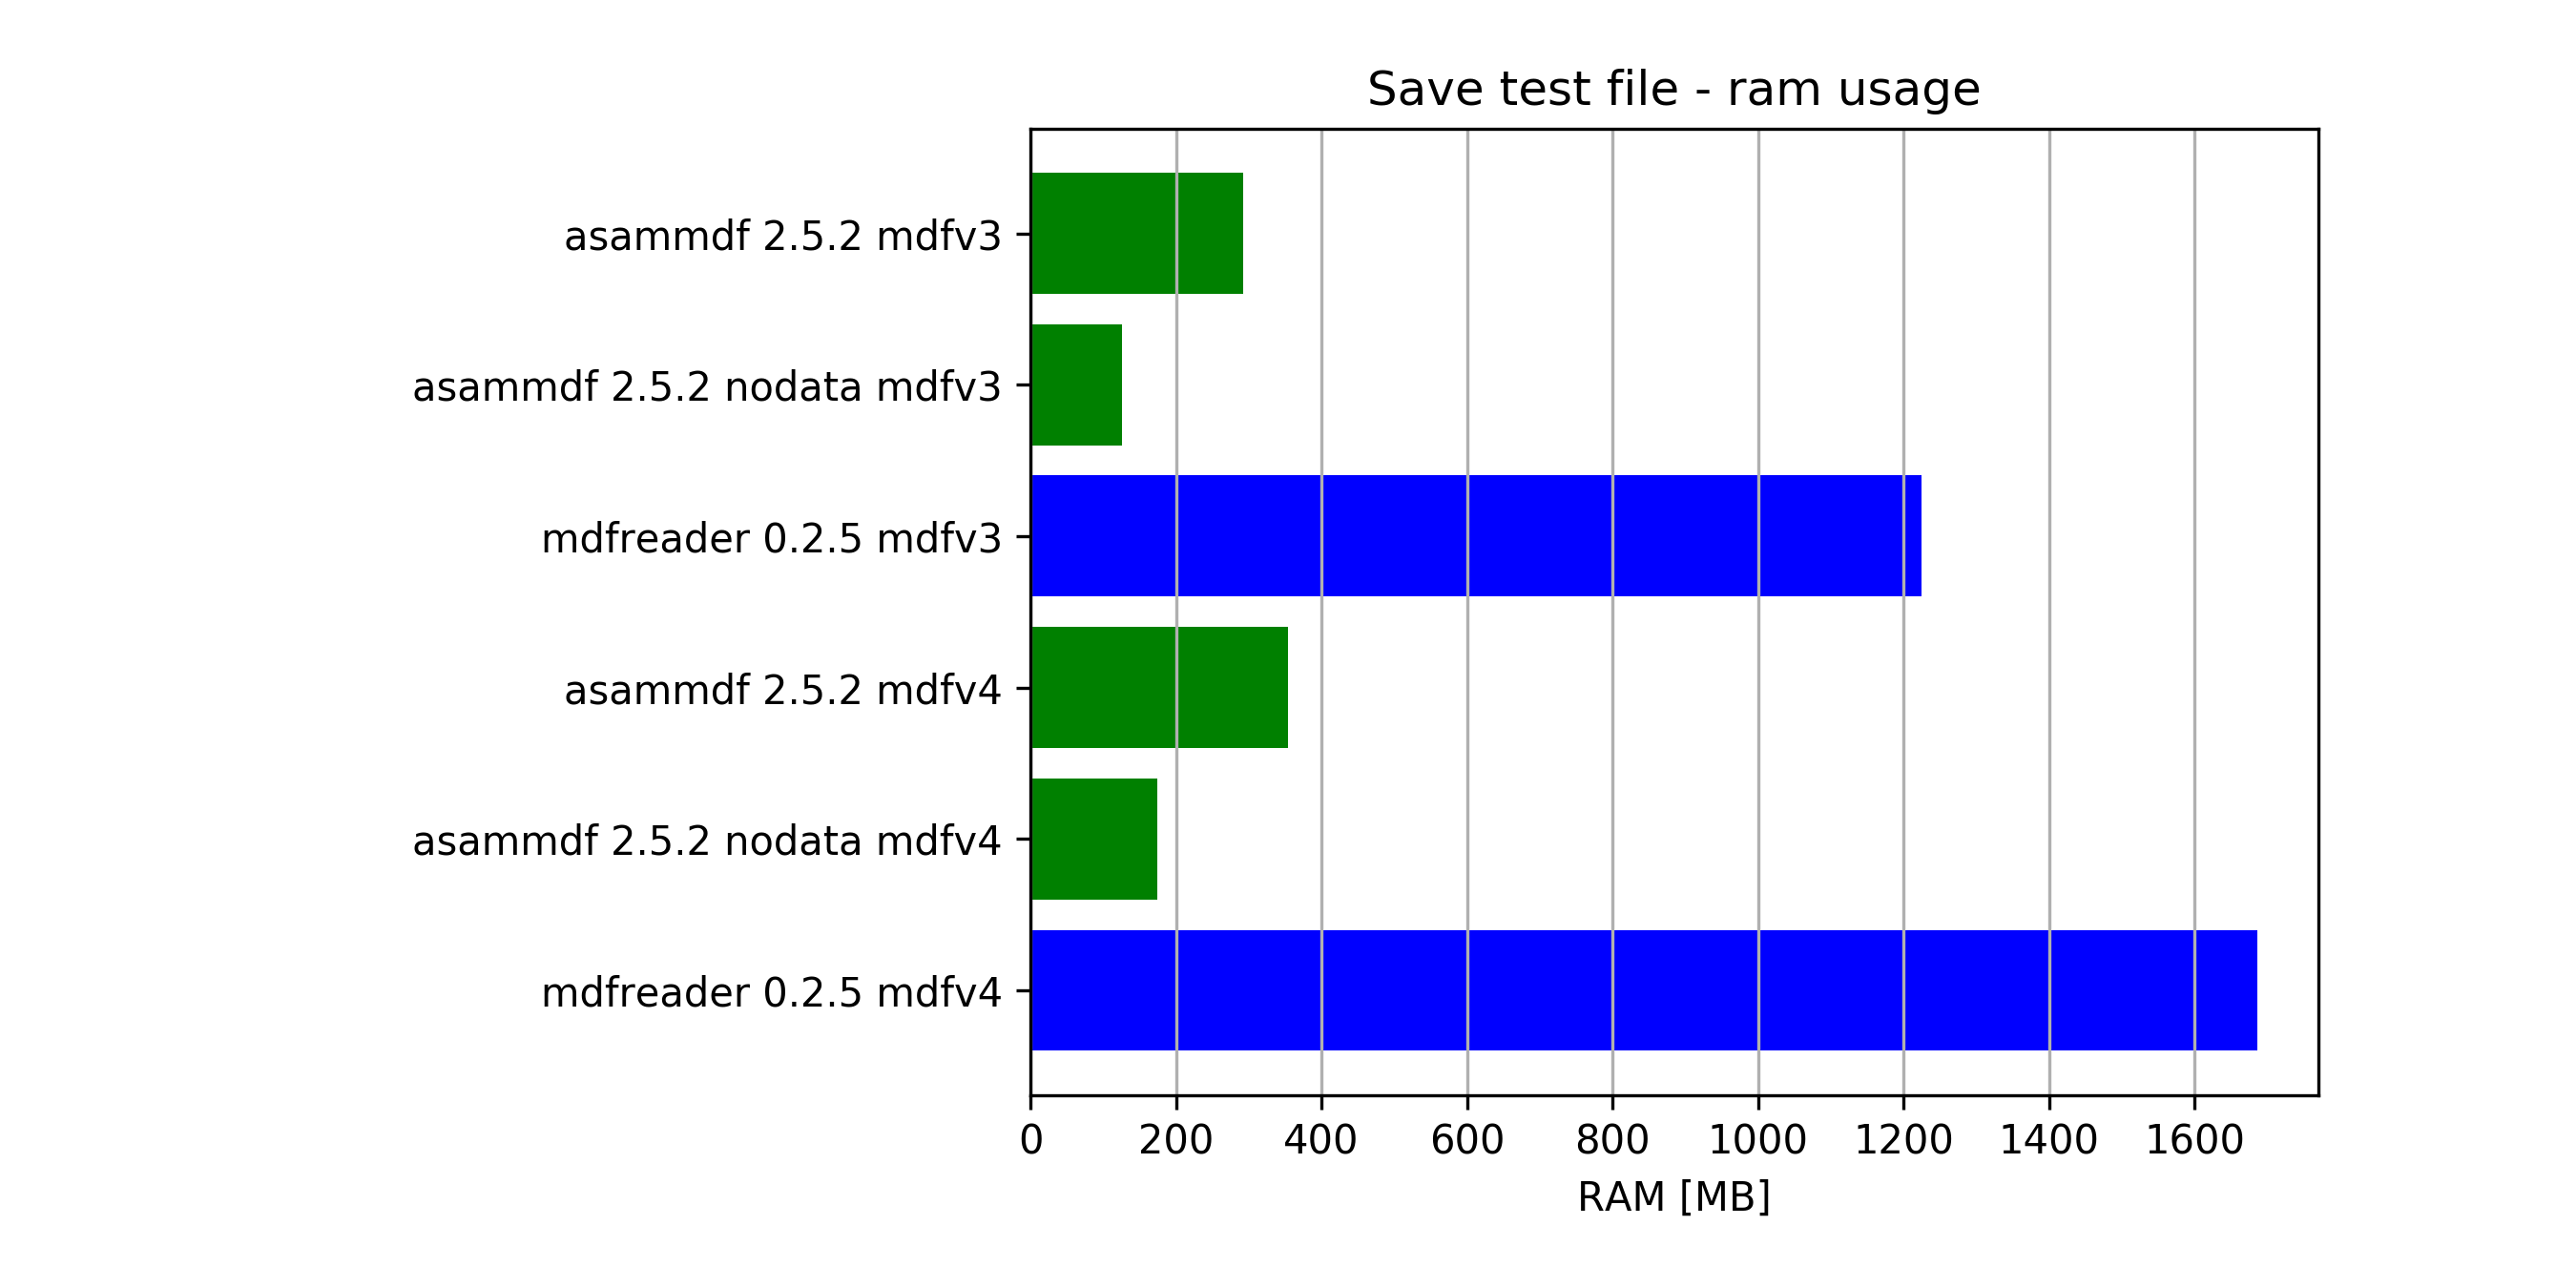 Save test file - ram usage
asammdf 2.5.2 mdfv3
asammdf 2.5.2 nodata mdfv3
mdfreader 0.2.5 mdfv3
asammdf 2.5.2 mdfv4
asammdf 2.5.2 nodata mdfv4
mdfreader 0.2.5 mdfv4
0 200 400 600 800 1000 1200 1400 1600
RAM [MB]